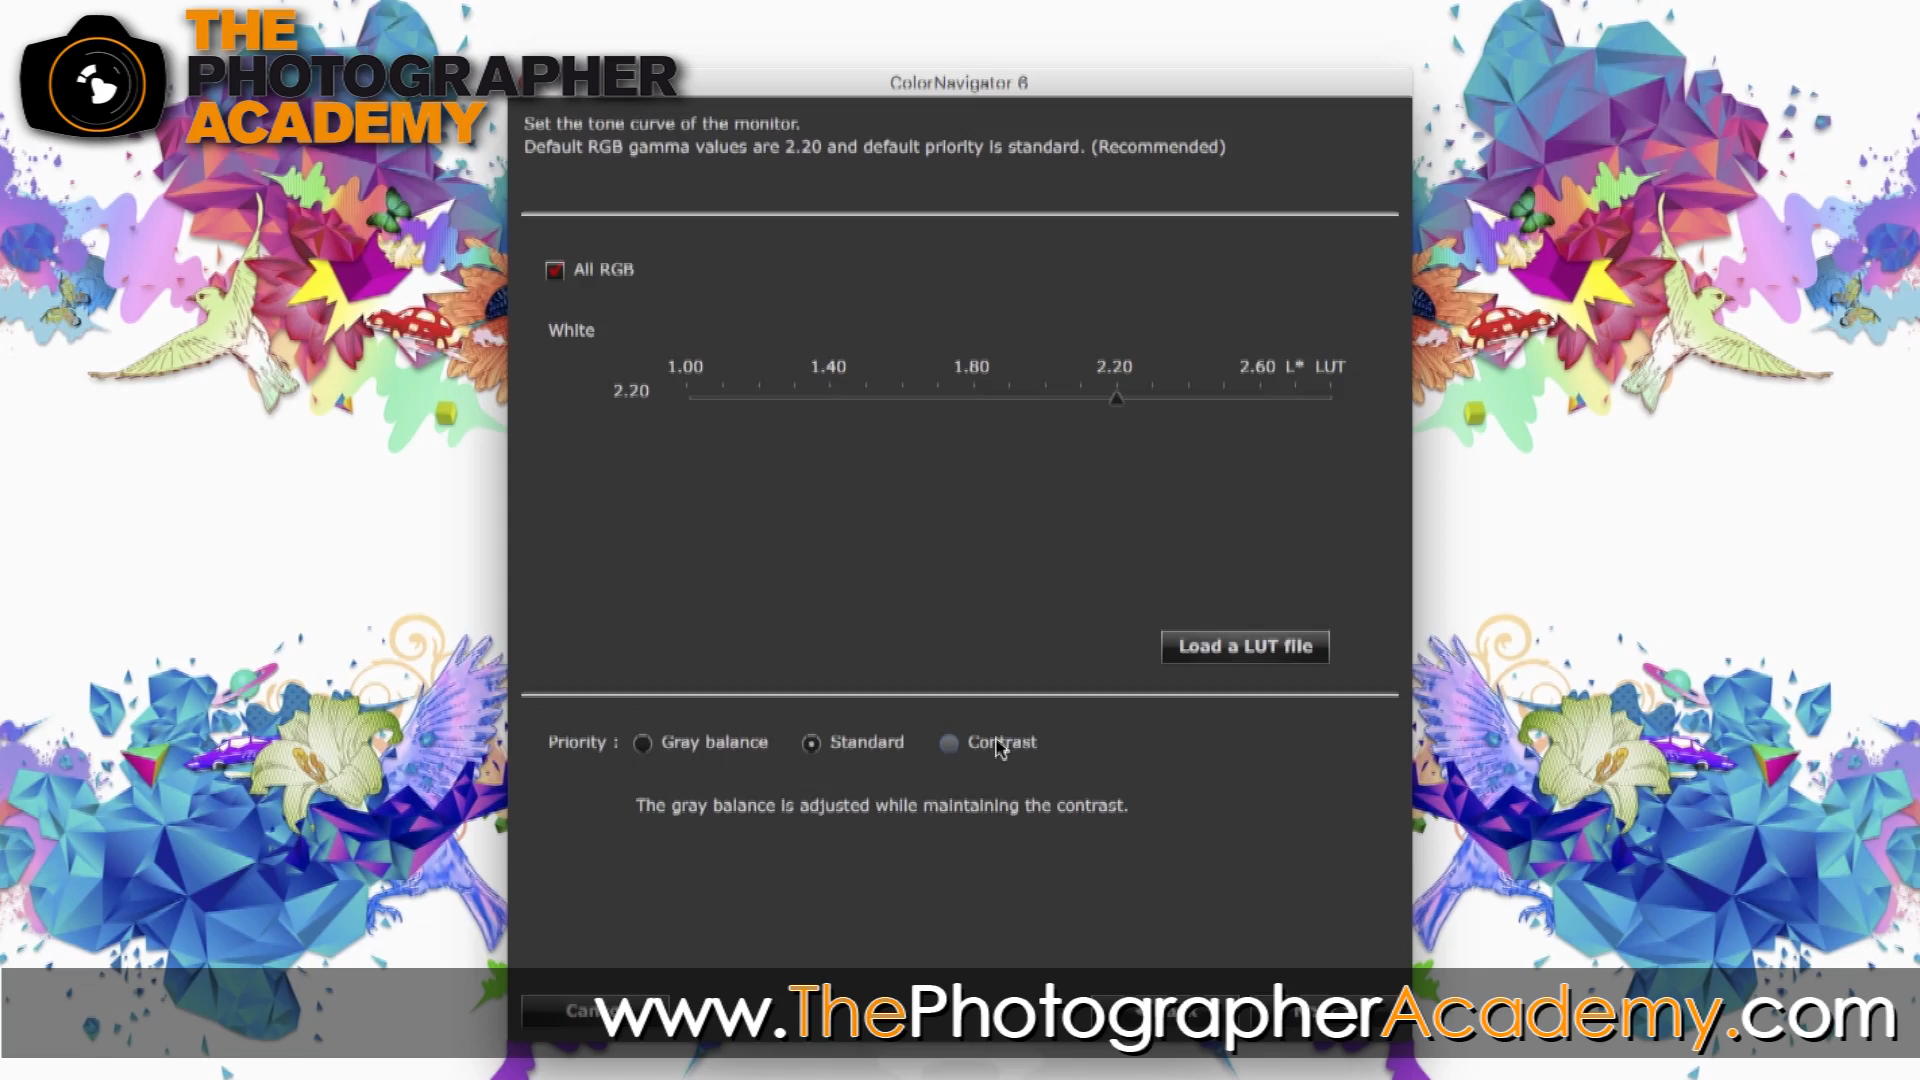 THE
PHOTOGRAPHER
ACADEMY
ColorNavigator 6
Set the tone curve of the monitor.
Default RGB gamma values are 2.20 and default priority is standard. (Recommended)
All RGB
White
1.00 1.40 1.80 2.20 2.60 L* LUT
2.20
Load a LUT file
Priority : Gray balance Standard Contrast
The gray balance is adjusted while maintaining the contrast.
www.ThePhotographerAcademy.com